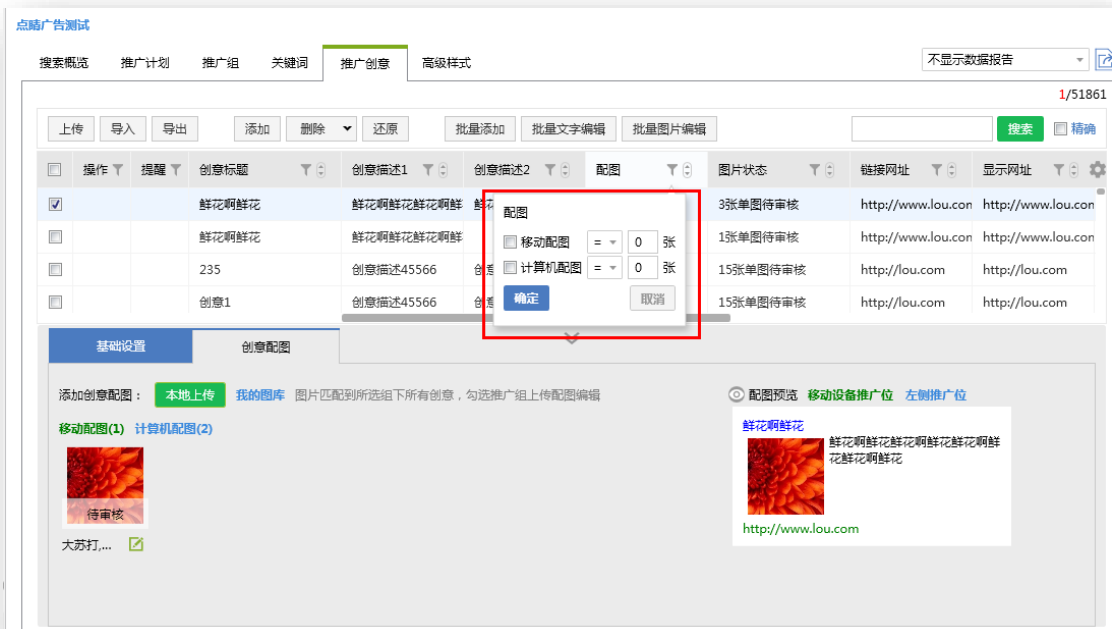 点睛广告测试
搜索概览 推广计划 推广组 关键词 推广创意 高级样式 不显示数据报告
1/51861
上传 导入 导出 添加 删除 还原 批量添加 批量文字编辑 批量图片编辑 搜索 精确
操作 提醒 创意标题 创意描述1 创意描述2 配图 图片状态 链接网址 显示网址
鲜花啊鲜花 鲜花啊鲜花鲜花啊鲜 鲜花 3张单图待审核 http://www.lou.con http://www.lou.con
鲜花啊鲜花 鲜花啊鲜花鲜花啊鲜 1张单图待审核 http://www.lou.con http://www.lou.con
235 创意描述45566 15张单图待审核 http://lou.com http://lou.com
创意1 创意描述45566 15张单图待审核 http://lou.com http://lou.com
配图
移动配图 = 0 张
计算机配图 = 0 张
确定 取消
基础设置 创意配图
添加创意配图: 本地上传 我的图库 图片匹配到所选组下所有创意,勾选推广组上传配图编辑
移动配图(1) 计算机配图(2)
待审核
大苏打,...
配图预览 移动设备推广位 左侧推广位
鲜花啊鲜花
鲜花啊鲜花鲜花啊鲜花鲜花啊鲜
花鲜花啊鲜花
http://www.lou.com